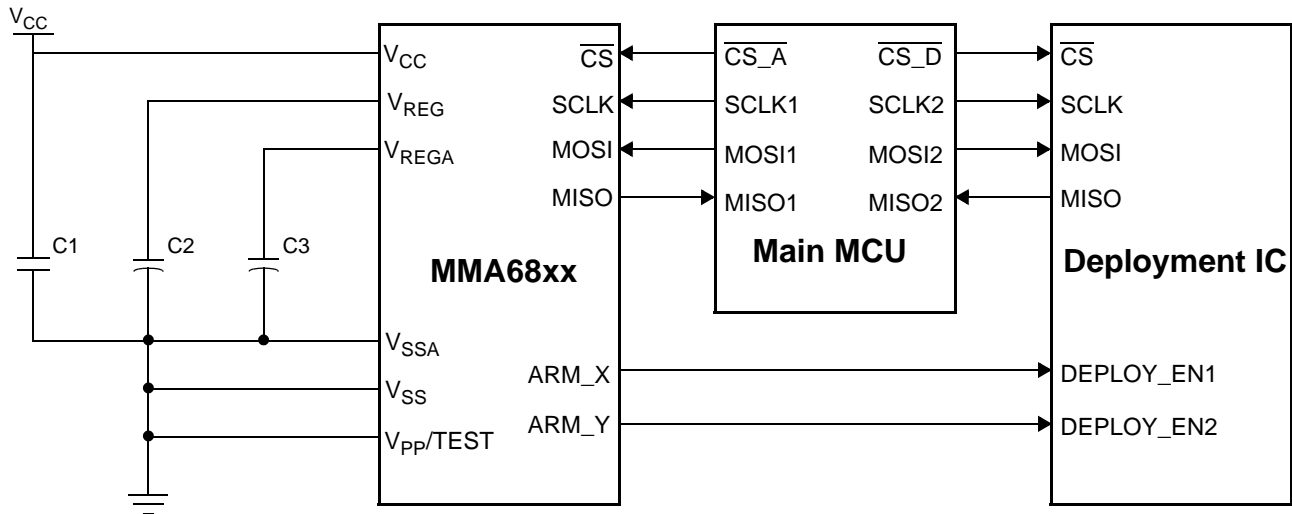 VCC
VCC
VREG
VREGA
C1
C2
C3
VSSA
VSS
VPP/TEST
CS
SCLK
MOSI
MISO
MMA68xx
ARM_X
ARM_Y
CS_A
SCLK1
MOSI1
MISO1
CS_D
SCLK2
MOSI2
MISO2
Main MCU
CS
SCLK
MOSI
MISO
Deployment IC
DEPLOY_EN1
DEPLOY_EN2